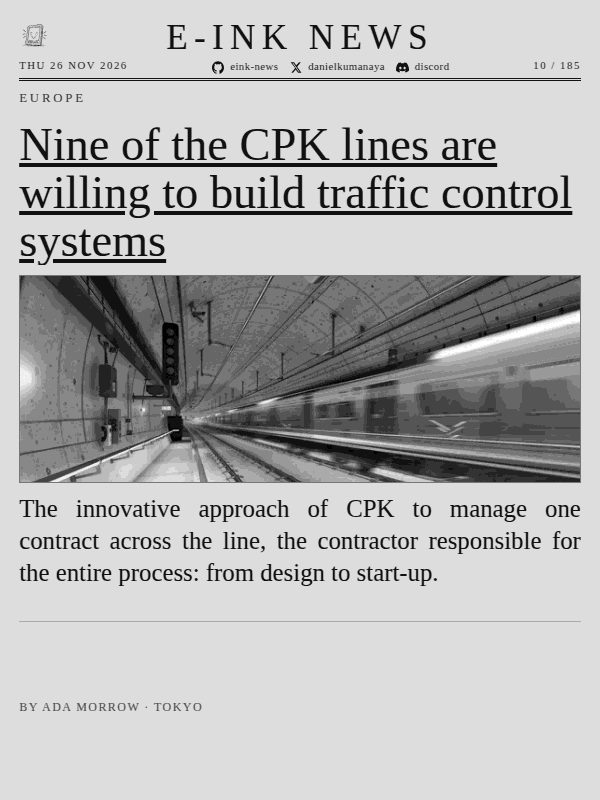 E-INK NEWS
THU 26 NOV 2026
eink-news danielkumanaya discord
10 / 185
EUROPE
Nine of the CPK lines are
willing to build traffic control
systems
The innovative approach of CPK to manage one
contract across the line, the contractor responsible for
the entire process: from design to start-up.
BY ADA MORROW · TOKYO